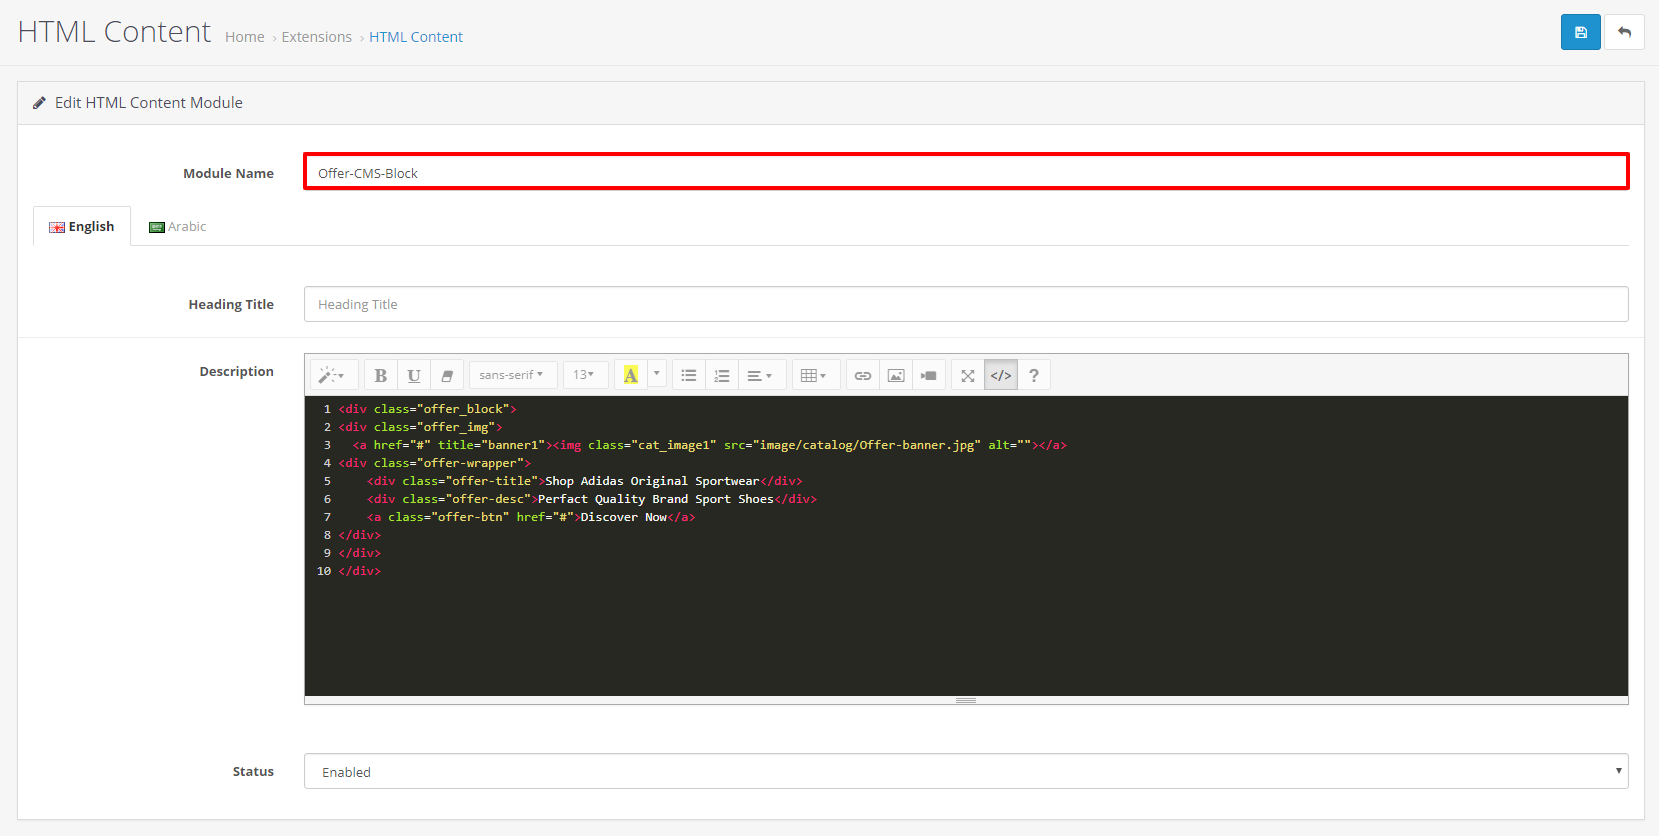 HTML Content Home › Extensions › HTML Content
Edit HTML Content Module
Module Name Offer-CMS-Block
English Arabic
Heading Title Heading Title
Description B U sans-serif 13 A </> ?
1 <div class="offer_block">
2 <div class="offer_img">
3 <a href="#" title="banner1"><img class="cat_image1" src="image/catalog/Offer-banner.jpg" alt=""></a>
4 <div class="offer-wrapper">
5 <div class="offer-title">Shop Adidas Original Sportwear</div>
6 <div class="offer-desc">Perfact Quality Brand Sport Shoes</div>
7 <a class="offer-btn" href="#">Discover Now</a>
8 </div>
9 </div>
10 </div>
Status Enabled